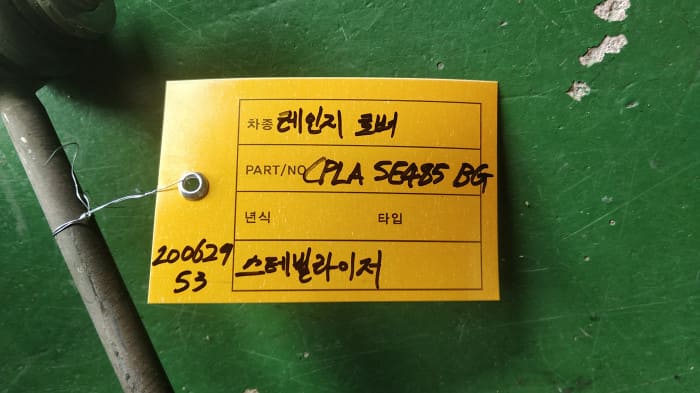 차종 레인지 로버
PART/NO CPLA 5E485 BG
년식 타입
200629
53
스테빌라이저